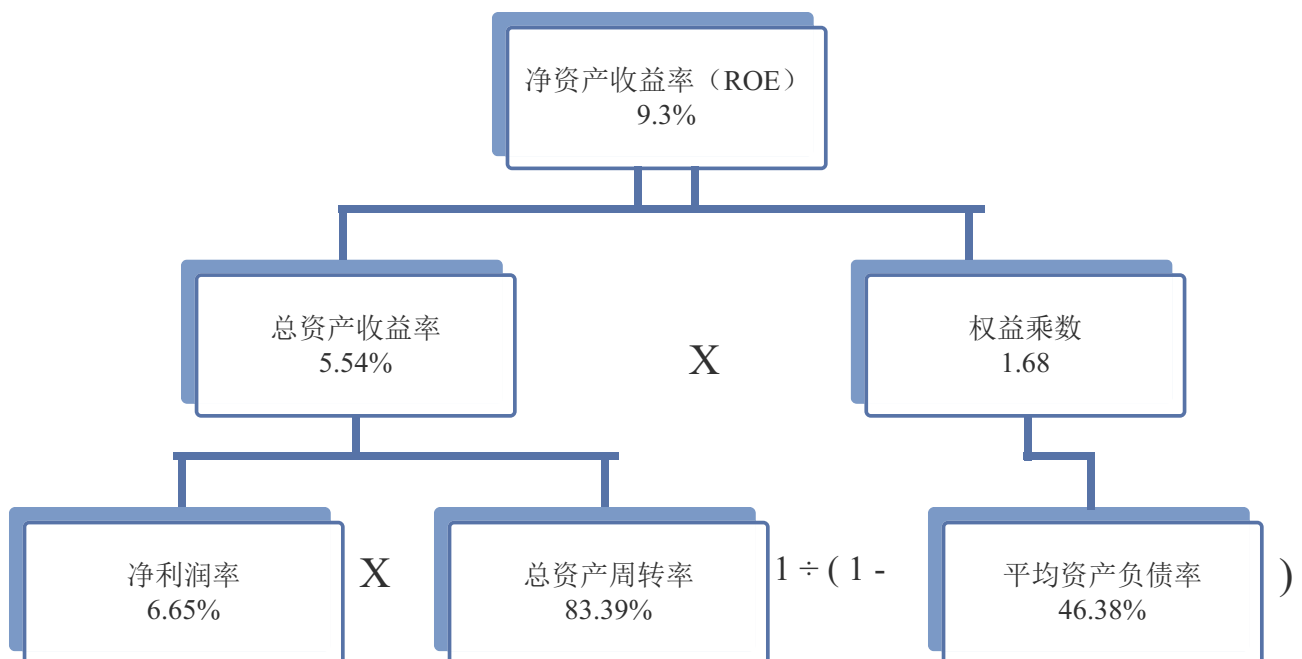 净资产收益率（ROE）
9.3%
总资产收益率
5.54%
X
权益乘数
1.68
净利润率
6.65%
X
总资产周转率
83.39%
1 ÷ ( 1 -
平均资产负债率
46.38%
)